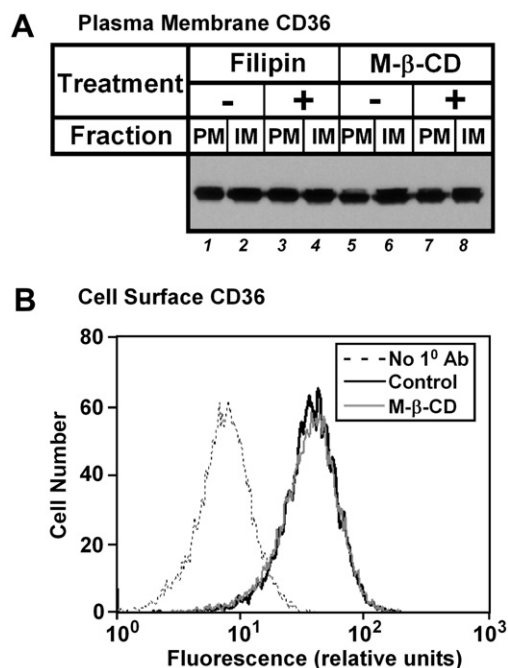 A Plasma Membrane CD36
Treatment Filipin M-β-CD
- + - +
Fraction PM IM PM IM PM IM PM IM
1 2 3 4 5 6 7 8
B Cell Surface CD36
80
60
40
20
0
Cell Number
No 1⁰ Ab
Control
M-β-CD
10⁰ 10¹ 10² 10³
Fluorescence (relative units)